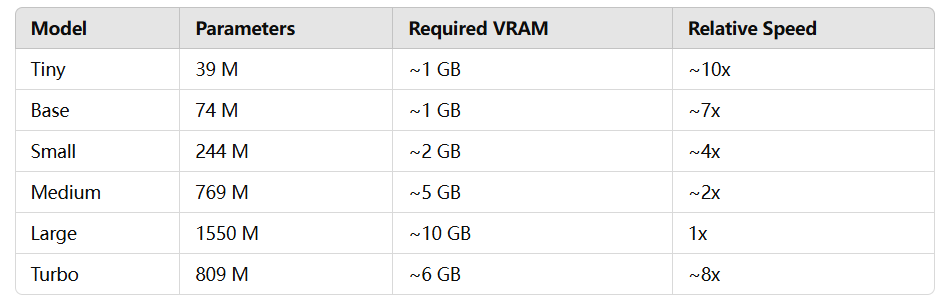 Model Parameters Required VRAM Relative Speed
Tiny 39 M ~1 GB ~10x
Base 74 M ~1 GB ~7x
Small 244 M ~2 GB ~4x
Medium 769 M ~5 GB ~2x
Large 1550 M ~10 GB 1x
Turbo 809 M ~6 GB ~8x